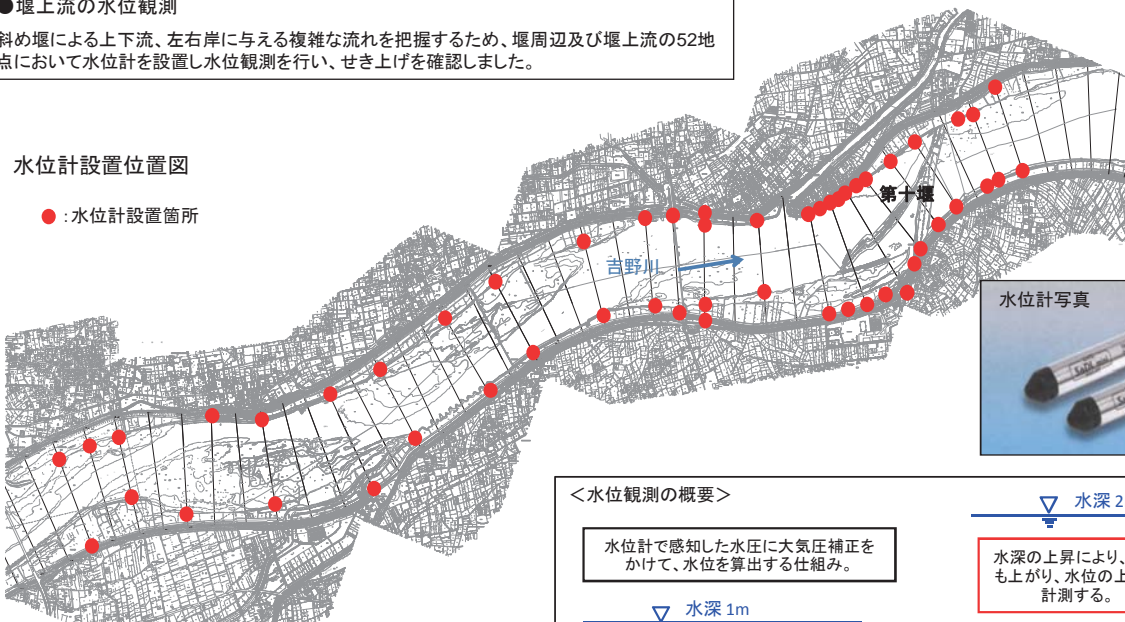 ●堰上流の水位観測
斜め堰による上下流、左右岸に与える複雑な流れを把握するため、堰周辺及び堰上流の52地
点において水位計を設置し水位観測を行い、せき上げを確認しました。
水位計設置位置図
:水位計設置箇所
第十堰
吉野川
水位計写真
<水位観測の概要>
水位計で感知した水圧に大気圧補正を
かけて、水位を算出する仕組み。
水深 1m
水深 2
水深の上昇により、
も上がり、水位の上
計測する。